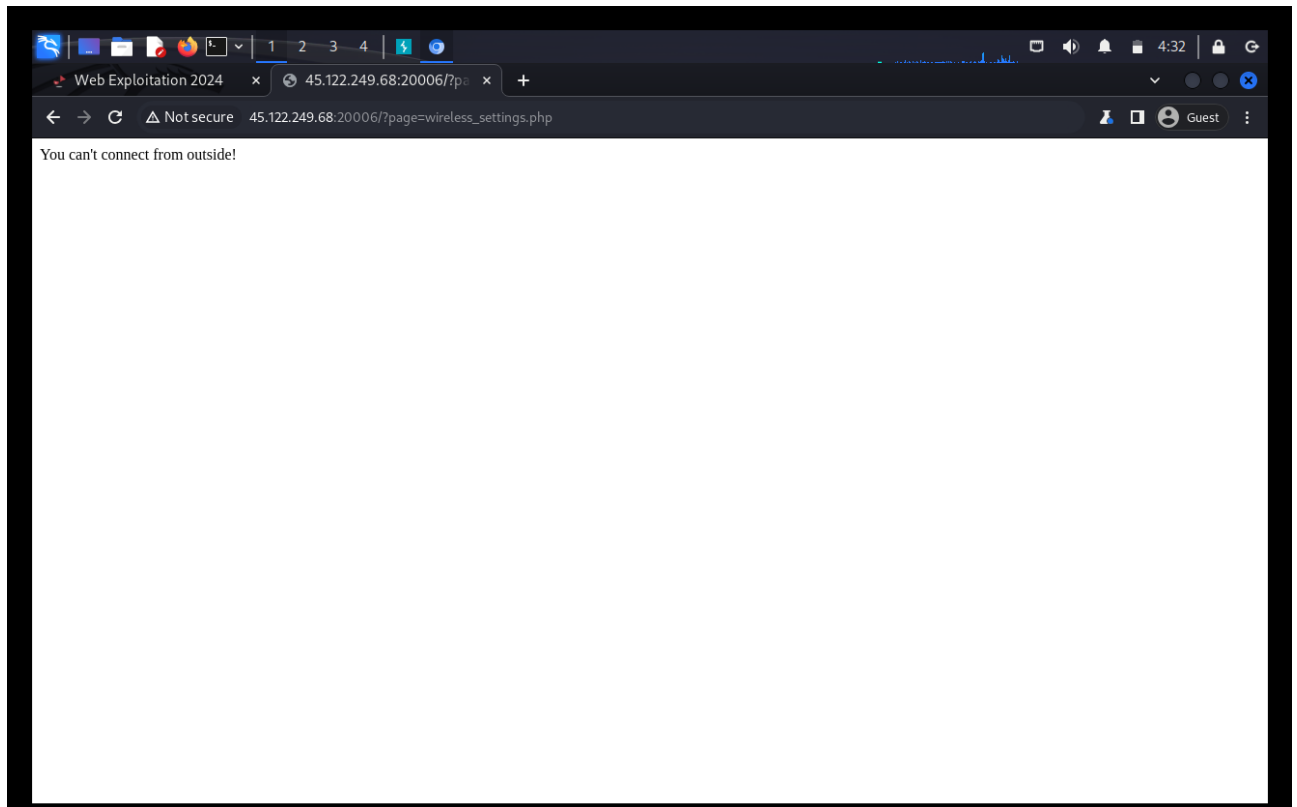 1 2 3 4 4:32
Web Exploitation 2024 45.122.249.68:20006/?pa
Not secure 45.122.249.68:20006/?page=wireless_settings.php Guest
You can't connect from outside!